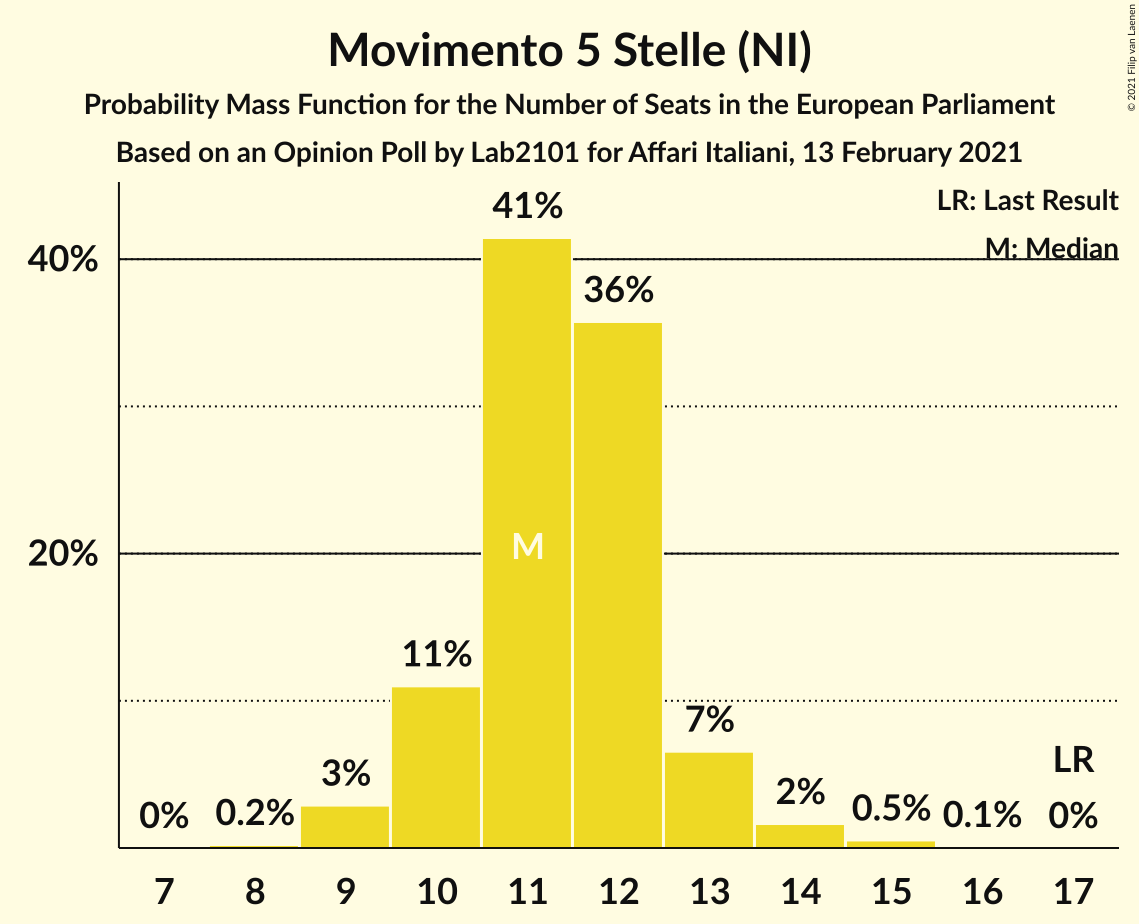 Movimento 5 Stelle (NI)
Probability Mass Function for the Number of Seats in the European Parliament
Based on an Opinion Poll by Lab2101 for Affari Italiani, 13 February 2021
© 2021 Filip van Laenen
LR: Last Result
M: Median
40%
20%
0%
0.2%
3%
11%
41%
M
36%
7%
2%
0.5%
0.1%
LR
0%
7 8 9 10 11 12 13 14 15 16 17